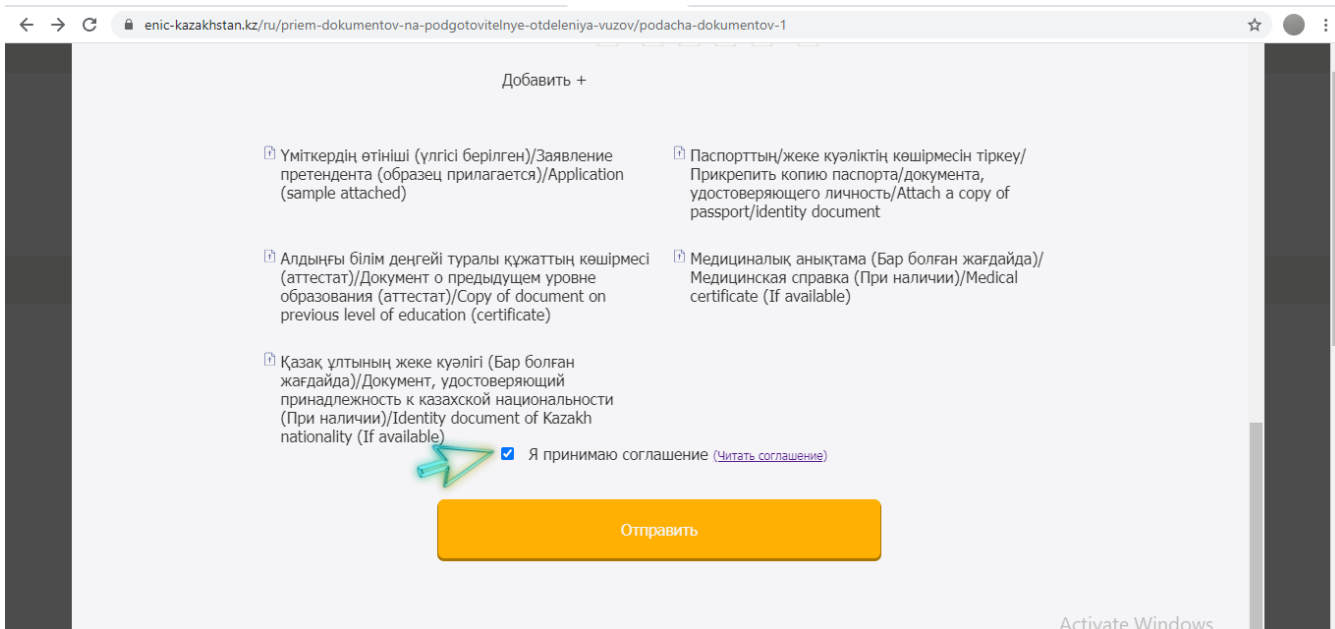 enic-kazakhstan.kz/ru/priem-dokumentov-na-podgotovitelnye-otdeleniya-vuzov/podacha-dokumentov-1
Добавить +
Үміткердің өтініші (үлгісі берілген)/Заявление
претендента (образец прилагается)/Application
(sample attached)
Паспорттың/жеке куәліктің көшірмесін тіркеу/
Прикрепить копию паспорта/документа,
удостоверяющего личность/Attach a copy of
passport/identity document
Алдыңғы білім деңгейі туралы құжаттың көшірмесі
(аттестат)/Документ о предыдущем уровне
образования (аттестат)/Copy of document on
previous level of education (certificate)
Медициналық анықтама (Бар болған жағдайда)/
Медицинская справка (При наличии)/Medical
certificate (If available)
Қазақ ұлтының жеке куәлігі (Бар болған
жағдайда)/Документ, удостоверяющий
принадлежность к казахской национальности
(При наличии)/Identity document of Kazakh
nationality (If available)
Я принимаю соглашение (Читать соглашение)
Отправить
Activate Windows